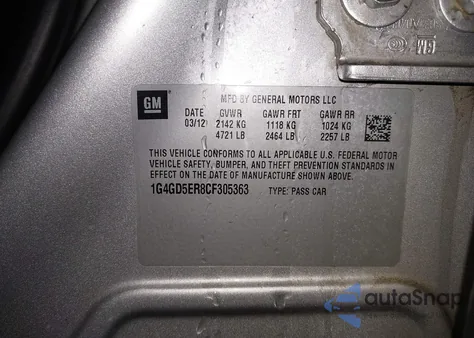 GM
MFD BY GENERAL MOTORS LLC
DATE GVWR GAWR FRT GAWR RR
03/12 2142 KG 1118 KG 1024 KG
4721 LB 2464 LB 2257 LB
THIS VEHICLE CONFORMS TO ALL APPLICABLE U.S. FEDERAL MOTOR
VEHICLE SAFETY, BUMPER, AND THEFT PREVENTION STANDARDS IN
EFFECT ON THE DATE OF MANUFACTURE SHOWN ABOVE.
1G4GD5ER8CF305363 TYPE: PASS CAR
GM
autoSnap